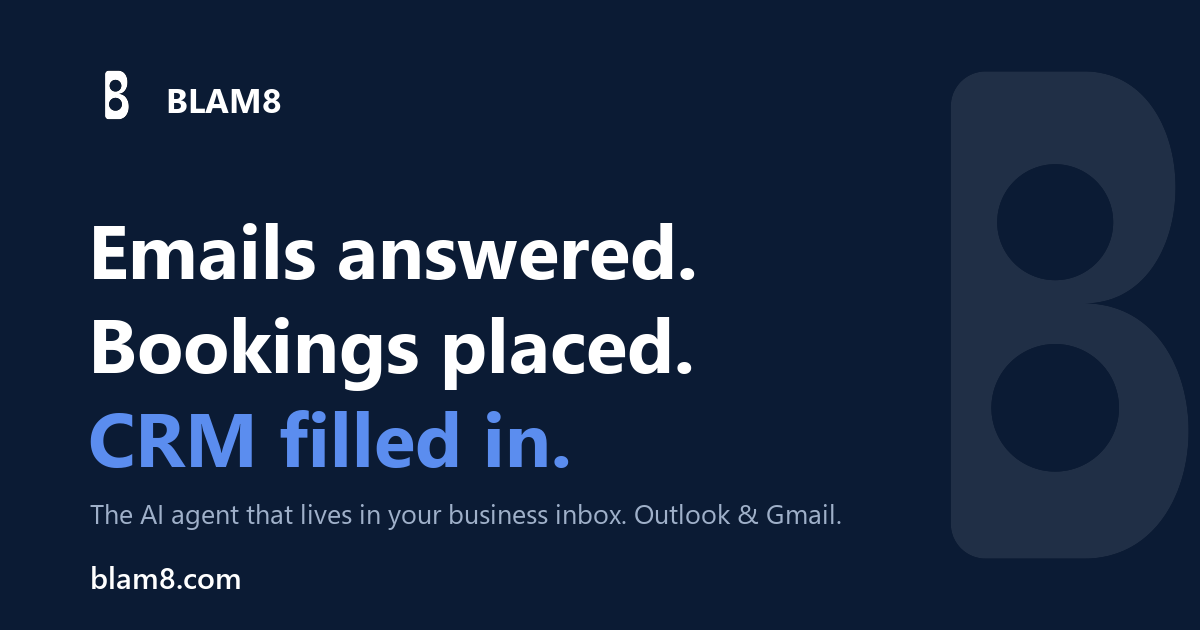 BLAM8
Emails answered.
Bookings placed.
CRM filled in.
The AI agent that lives in your business inbox. Outlook & Gmail.
blam8.com